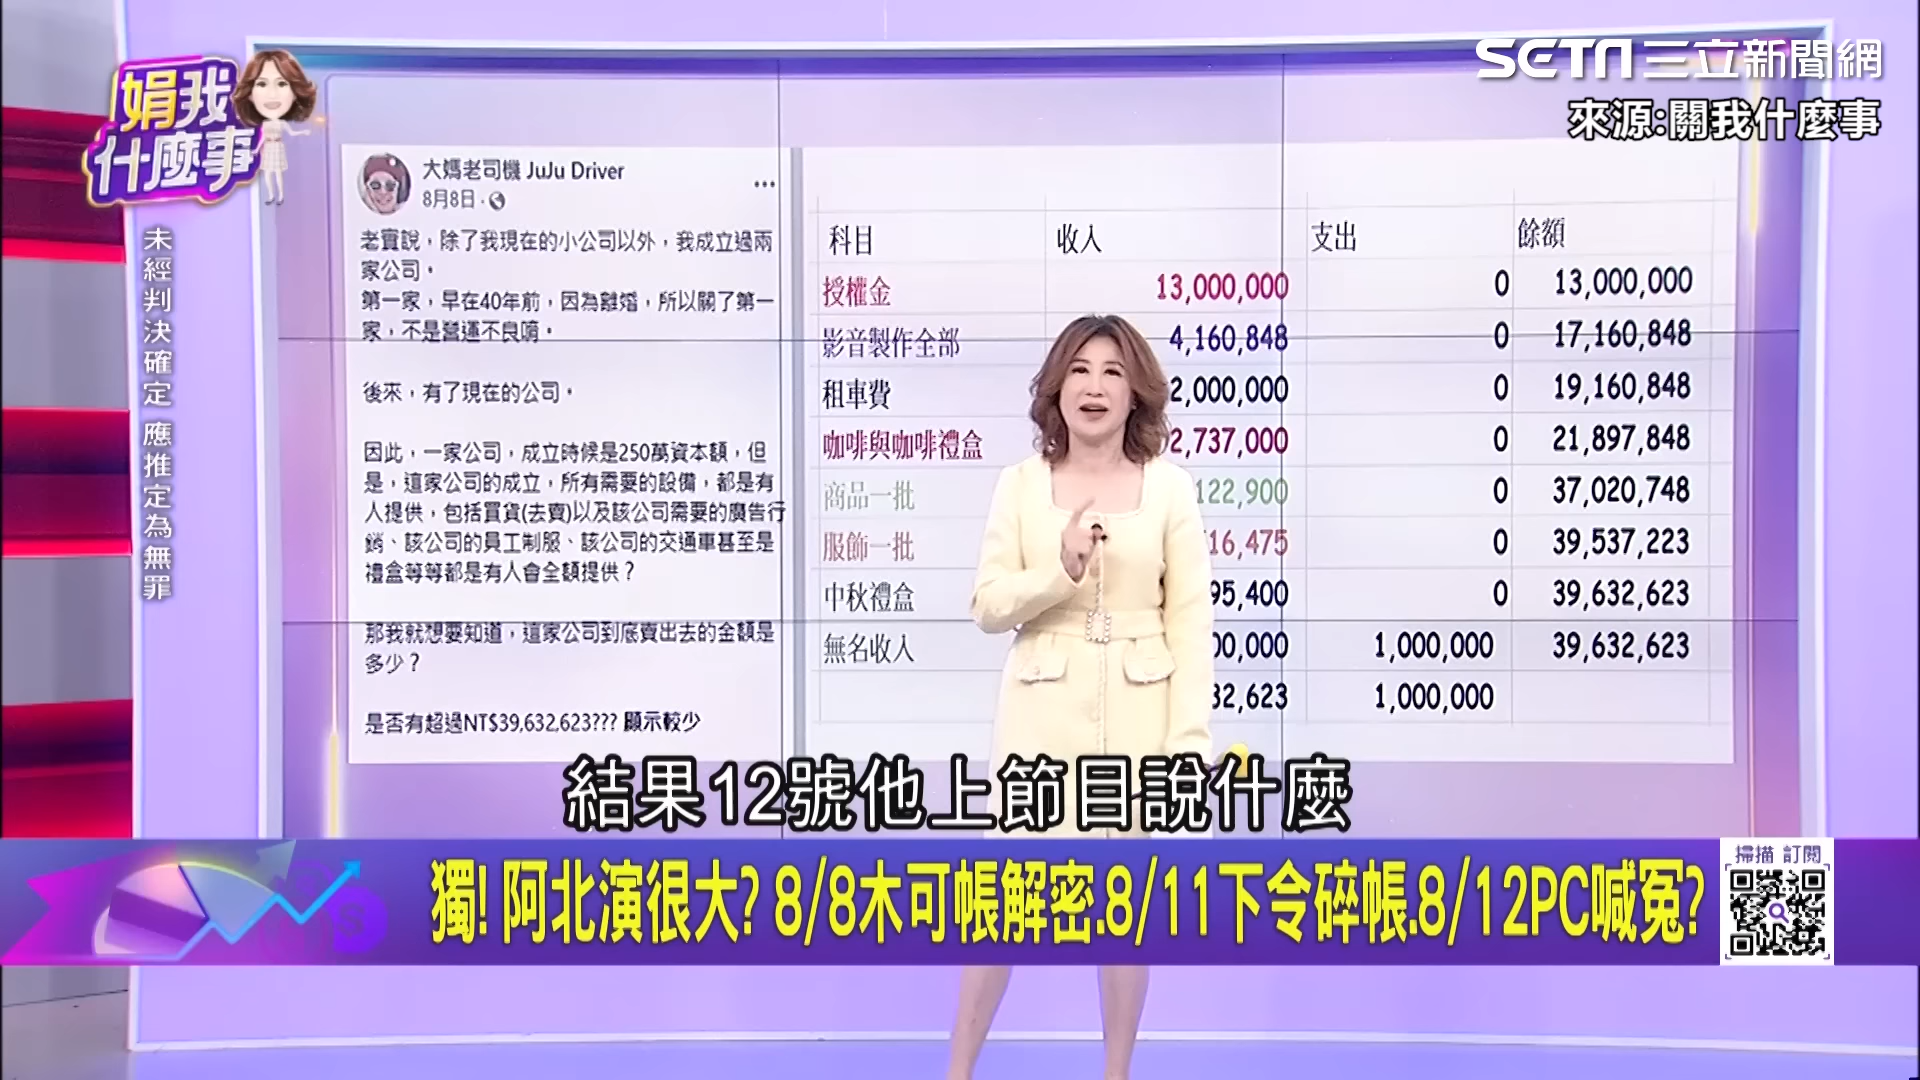 SETN 三立新聞網
來源:關我什麼事
娟我
什麼事
未經判決確定 應推定為無罪
大媽老司機 JuJu Driver
8月8日
老實說，除了我現在的小公司以外，我成立過兩
家公司。
第一家，早在40年前，因為離婚，所以關了第一
家，不是營運不良唷。
後來，有了現在的公司。
因此，一家公司，成立時候是250萬資本額，但
是，這家公司的成立，所有需要的設備，都是有
人提供，包括買貨(去賣)以及該公司需要的廣告行
銷、該公司的員工制服、該公司的交通車甚至是
禮盒等等都是有人會全額提供？
那我就想要知道，這家公司到底賣出去的金額是
多少？
是否有超過NT$39,632,623??? 顯示較少
科目 收入 支出 餘額
授權金 13,000,000 0 13,000,000
影音製作全部 4,160,848 0 17,160,848
租車費 2,000,000 0 19,160,848
咖啡與咖啡禮盒 2,737,000 0 21,897,848
商品一批 122,900 0 37,020,748
服飾一批 16,475 0 39,537,223
中秋禮盒 95,400 0 39,632,623
無名收入 00,000 1,000,000 39,632,623
32,623 1,000,000
結果12號他上節目說什麼
獨! 阿北演很大? 8/8木可帳解密.8/11下令碎帳.8/12PC喊冤?
掃描 訂閱